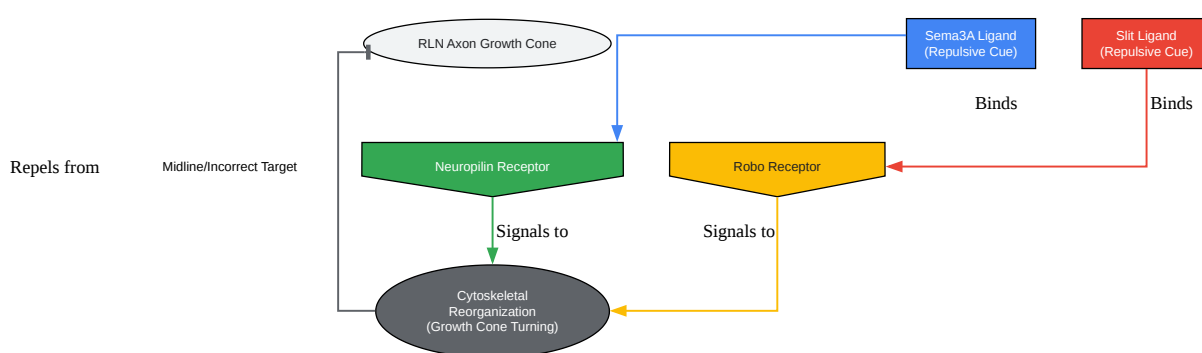 RLN Axon Growth Cone
Sema3A Ligand
(Repulsive Cue)
Slit Ligand
(Repulsive Cue)
Binds
Binds
Repels from
Midline/Incorrect Target
Neuropilin Receptor
Robo Receptor
Signals to
Signals to
Cytoskeletal
Reorganization
(Growth Cone Turning)